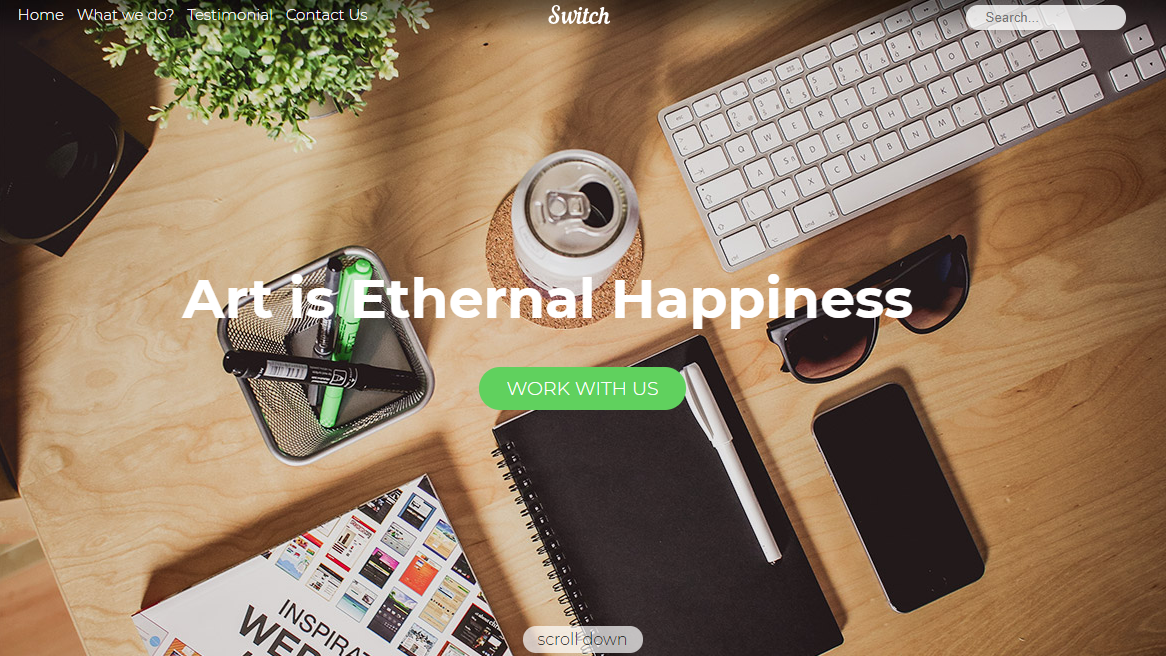 Home What we do? Testimonial Contact Us
Switch
Search...
Art is Ethernal Happiness
WORK WITH US
INSPIRAT
WEB
scroll down